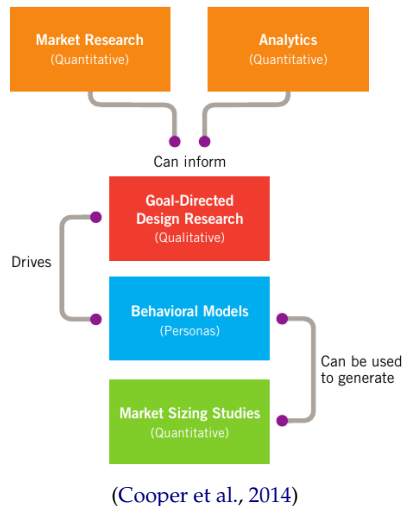 Market Research
(Quantitative)
Analytics
(Quantitative)
Can inform
Goal-Directed
Design Research
(Qualitative)
Drives
Behavioral Models
(Personas)
Can be used
to generate
Market Sizing Studies
(Quantitative)
(Cooper et al., 2014)